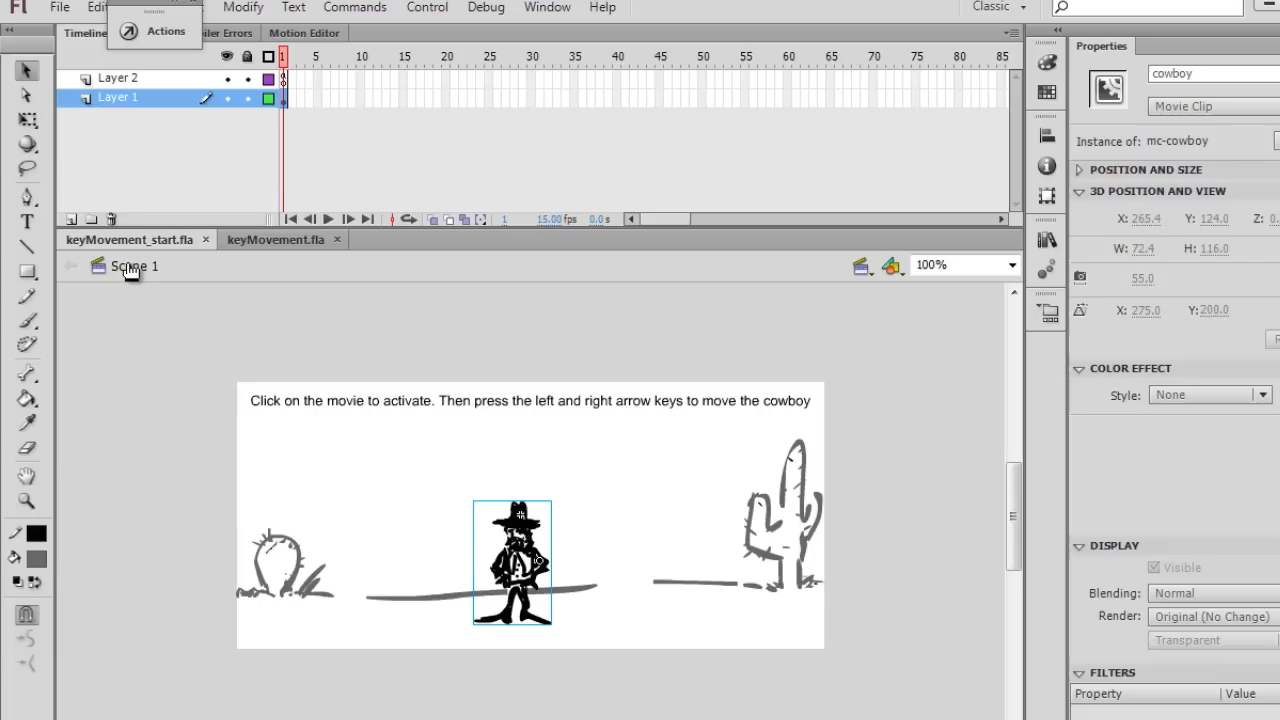 Fl File Edi Modify Text Commands Control Debug Window Help Classic
Actions
Timeline iler Errors Motion Editor
1 5 10 15 20 25 30 35 40 45 50 55 60 65 70 75 80 85
Layer 2
Layer 1
1 15.00 fps 0.0 s
keyMovement_start.fla × keyMovement.fla ×
Scene 1 100%
Click on the movie to activate. Then press the left and right arrow keys to move the cowboy
Properties
cowboy
Movie Clip
Instance of: mc-cowboy
POSITION AND SIZE
3D POSITION AND VIEW
X: 265.4 Y: 124.0 Z: 0.
W: 72.4 H: 116.0
55.0
X: 275.0 Y: 200.0
COLOR EFFECT
Style: None
DISPLAY
Visible
Blending: Normal
Render: Original (No Change)
Transparent
FILTERS
Property Value